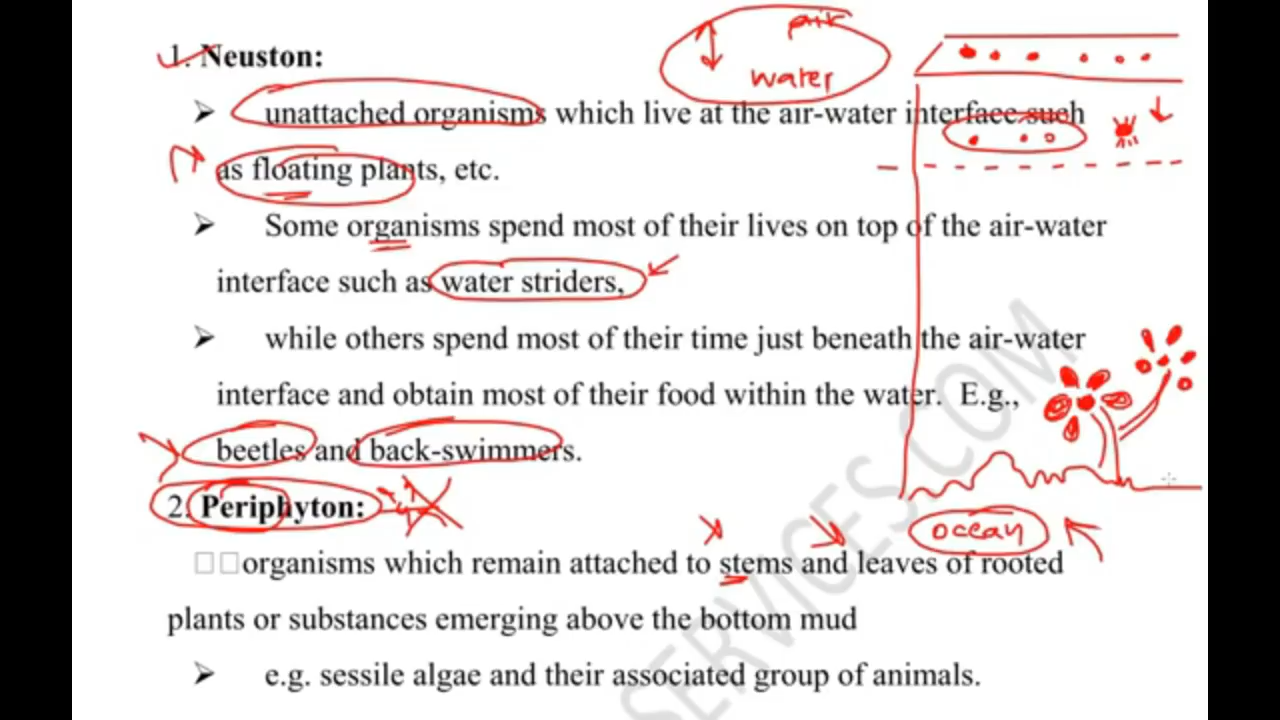 air
water
1. Neuston:
➢ unattached organisms which live at the air-water interface such
as floating plants, etc.
➢ Some organisms spend most of their lives on top of the air-water
interface such as water striders,
➢ while others spend most of their time just beneath the air-water
interface and obtain most of their food within the water. E.g.,
beetles and back-swimmers.
2. Periphyton:
ocean
□□organisms which remain attached to stems and leaves of rooted
plants or substances emerging above the bottom mud
➢ e.g. sessile algae and their associated group of animals.
SERVICES.COM